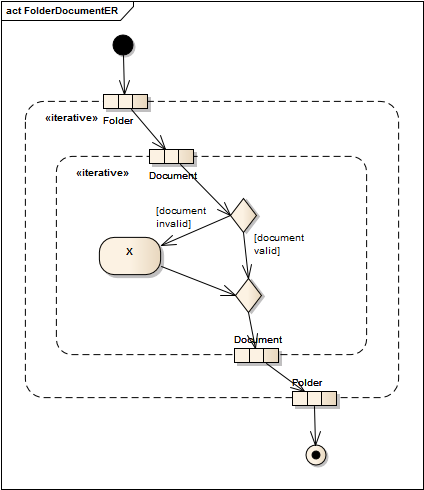 act FolderDocumentER
«iterative»
Folder
«iterative»
Document
[document
invalid]
[document
valid]
X
Document
Folder